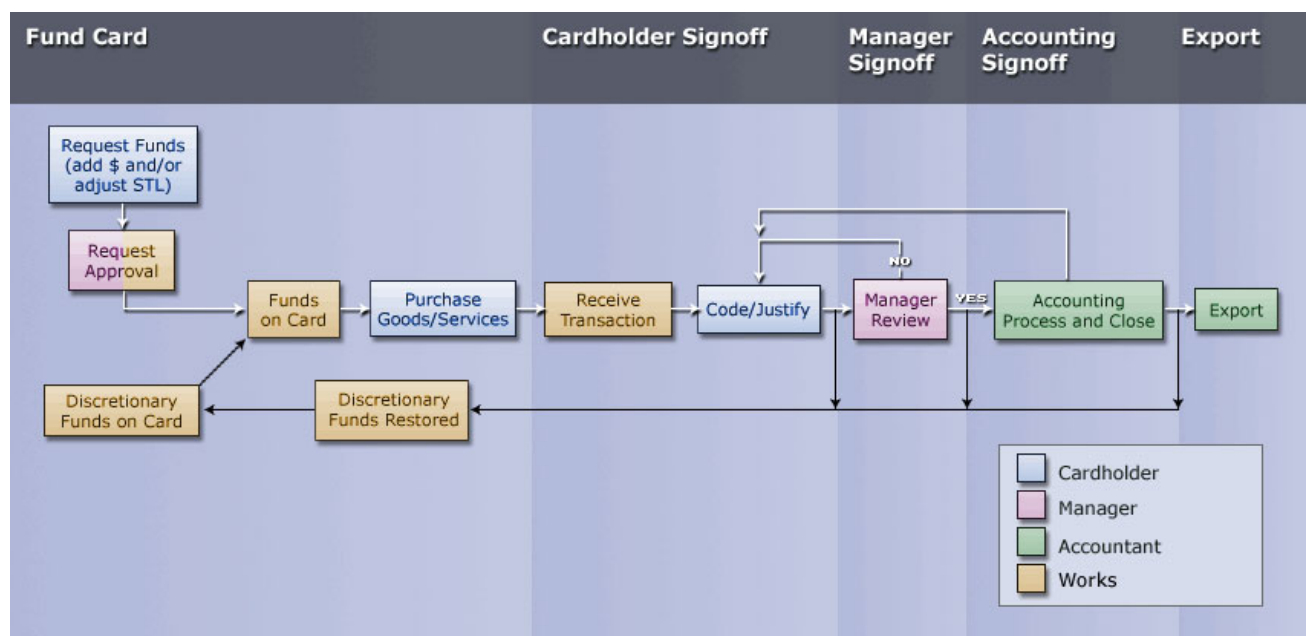 Fund Card
Cardholder Signoff
Manager
Signoff
Accounting
Signoff
Export
Request Funds
(add $ and/or
adjust STL)
Request
Approval
Funds
on Card
Purchase
Goods/Services
Receive
Transaction
Code/Justify
NO
Manager
Review
YES
Accounting
Process and Close
Export
Discretionary
Funds on Card
Discretionary
Funds Restored
Cardholder
Manager
Accountant
Works